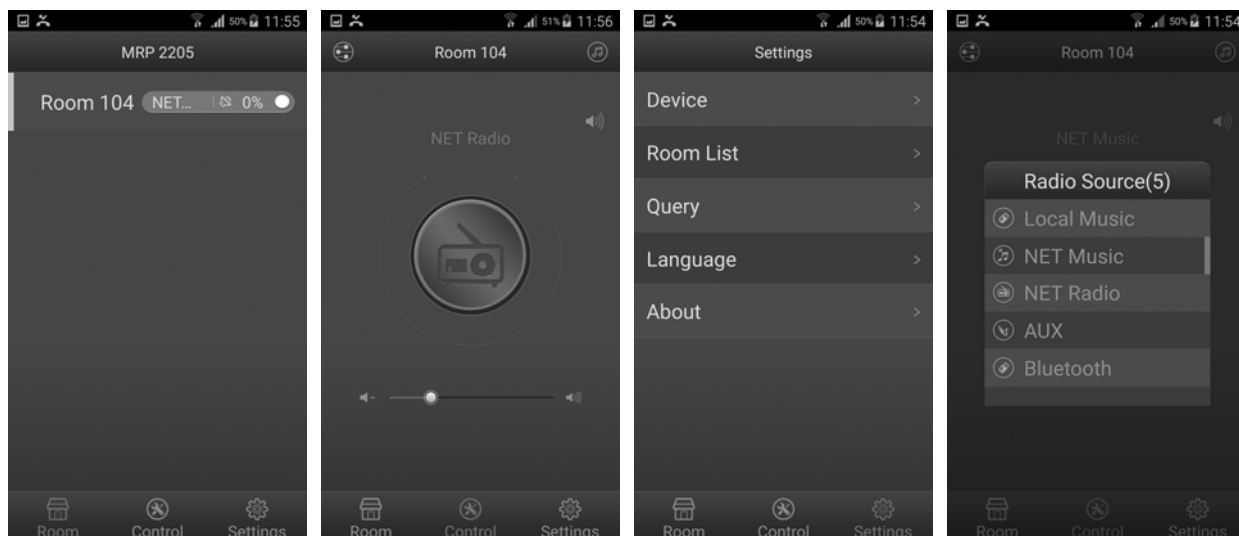 50% 11:55
MRP 2205
Room 104 NET... 0%
Room Control Settings
51% 11:56
Room 104
NET Radio
Room Control Settings
50% 11:54
Settings
Device
Room List
Query
Language
About
Room Control Settings
50% 11:54
Room 104
NET Music
Radio Source(5)
Local Music
NET Music
NET Radio
AUX
Bluetooth
Room Control Settings